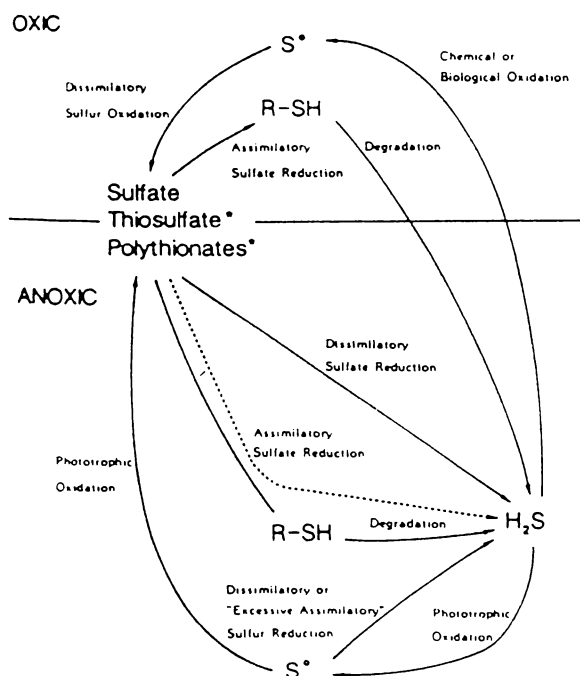 OXIC
S°
Chemical or
Biological Oxidation
Dissimilatory
Sulfur Oxidation
R-SH
Assimilatory
Sulfate Reduction
Degradation
Sulfate
Thiosulfate*
Polythionates*
ANOXIC
Dissimilatory
Sulfate Reduction
Assimilatory
Sulfate Reduction
Phototrophic
Oxidation
R-SH
Degradation
H₂S
Dissimilatory or
"Excessive Assimilatory"
Sulfur Reduction
Phototrophic
Oxidation
S°